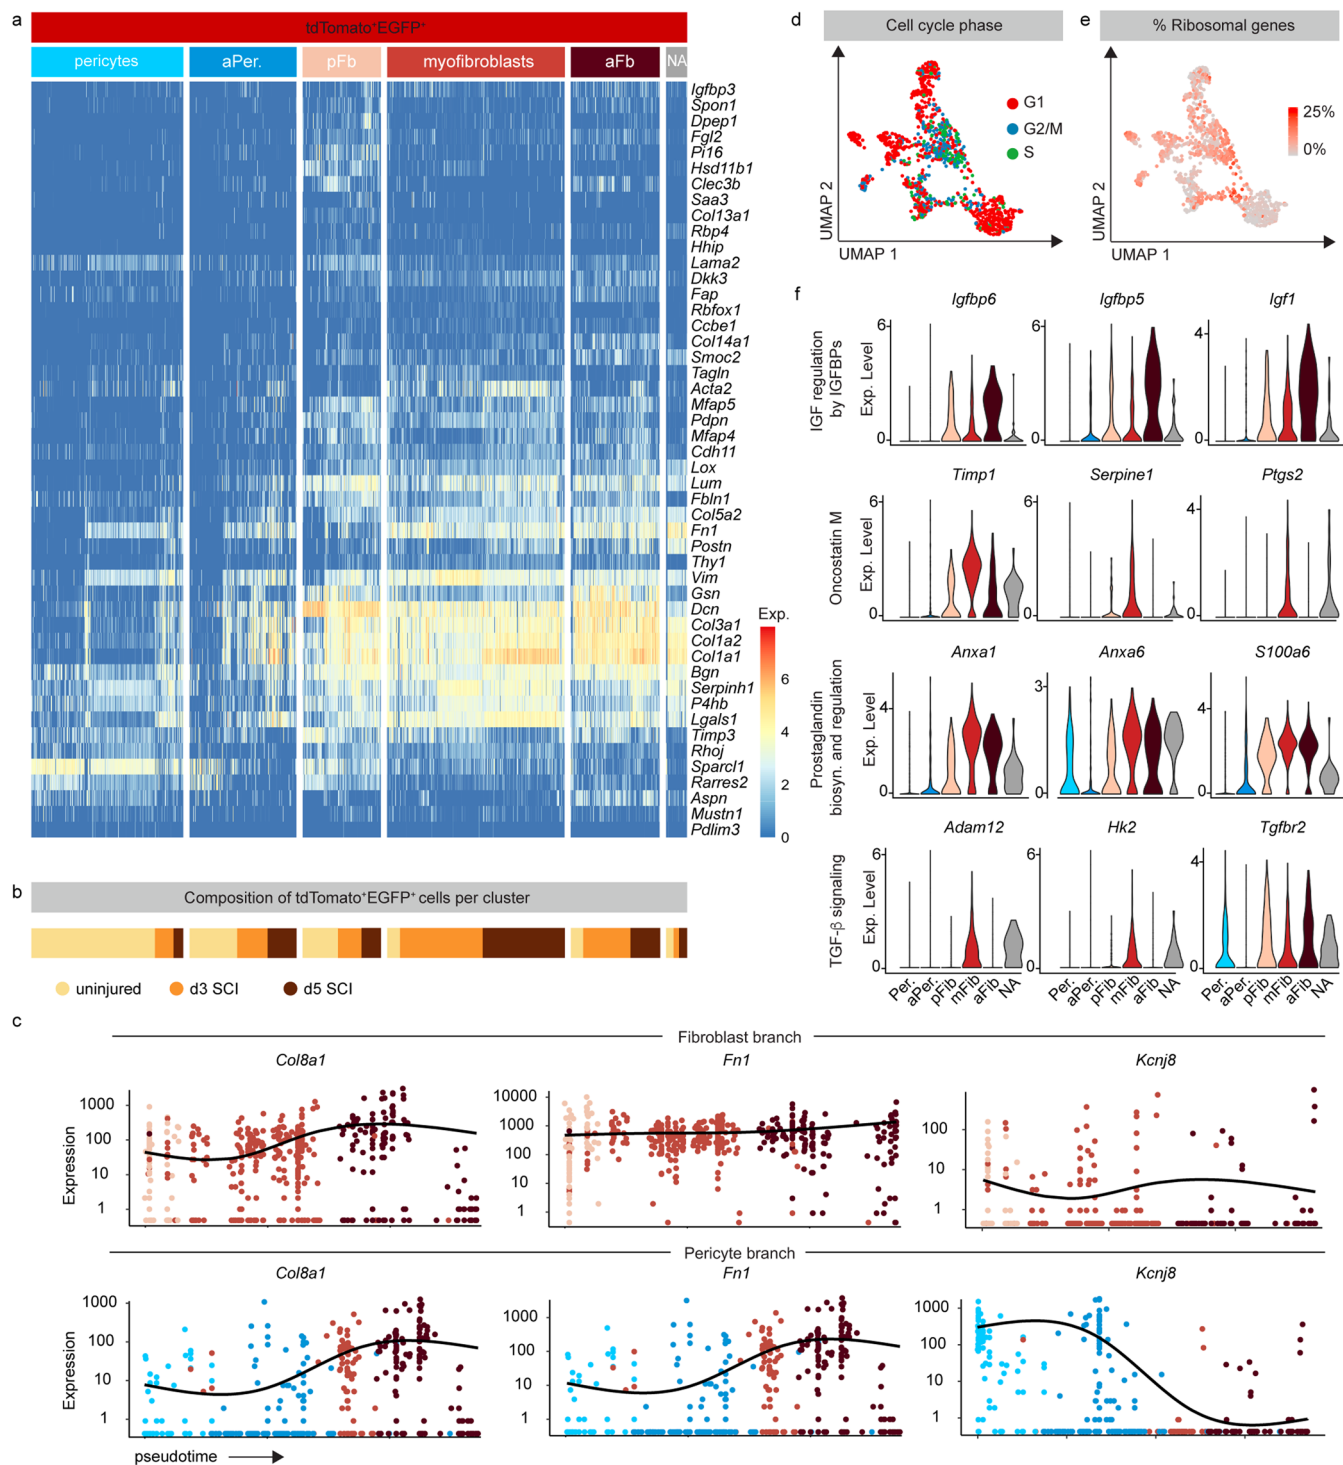 a
tdTomato⁺EGFP⁺
pericytes aPer. pFb myofibroblasts aFb NA
Igfbp3
Spon1
Dpep1
Fgl2
Pi16
Hsd11b1
Clec3b
Saa3
Col13a1
Rbp4
Hhip
Lama2
Dkk3
Fap
Rbfox1
Ccbe1
Col14a1
Smoc2
Tagln
Acta2
Mfap5
Pdpn
Mfap4
Cdh11
Lox
Lum
Fbln1
Col5a2
Fn1
Postn
Thy1
Vim
Gsn
Dcn
Col3a1
Col1a2
Col1a1
Bgn
Serpinh1
P4hb
Lgals1
Timp3
Rhoj
Sparcl1
Rarres2
Aspn
Mustn1
Pdlim3
Exp.
6
4
2
0
b
Composition of tdTomato⁺EGFP⁺ cells per cluster
uninjured d3 SCI d5 SCI
c
Fibroblast branch
Col8a1 Fn1 Kcnj8
Expression
1000
100
10
1
10000
1000
100
10
1
100
10
1
Pericyte branch
Col8a1 Fn1 Kcnj8
Expression
1000
100
10
1
1000
100
10
1
1000
100
10
1
pseudotime
d
Cell cycle phase
G1
G2/M
S
UMAP 2
UMAP 1
e
% Ribosomal genes
25%
0%
UMAP 2
UMAP 1
f
Igfbp6 Igfbp5 Igf1
IGF regulation
by IGFBPs
Exp. Level
6
0
6
0
4
0
Timp1 Serpine1 Ptgs2
Oncostatin M
Exp. Level
6
0
6
0
4
0
Anxa1 Anxa6 S100a6
Prostaglandin
biosyn. and regulation
Exp. Level
4
0
3
0
4
0
Adam12 Hk2 Tgfbr2
TGF-β signaling
Exp. Level
6
0
6
0
4
0
Per. aPer. pFib mFib aFib NA
Per. aPer. pFib mFib aFib NA
Per. aPer. pFib mFib aFib NA